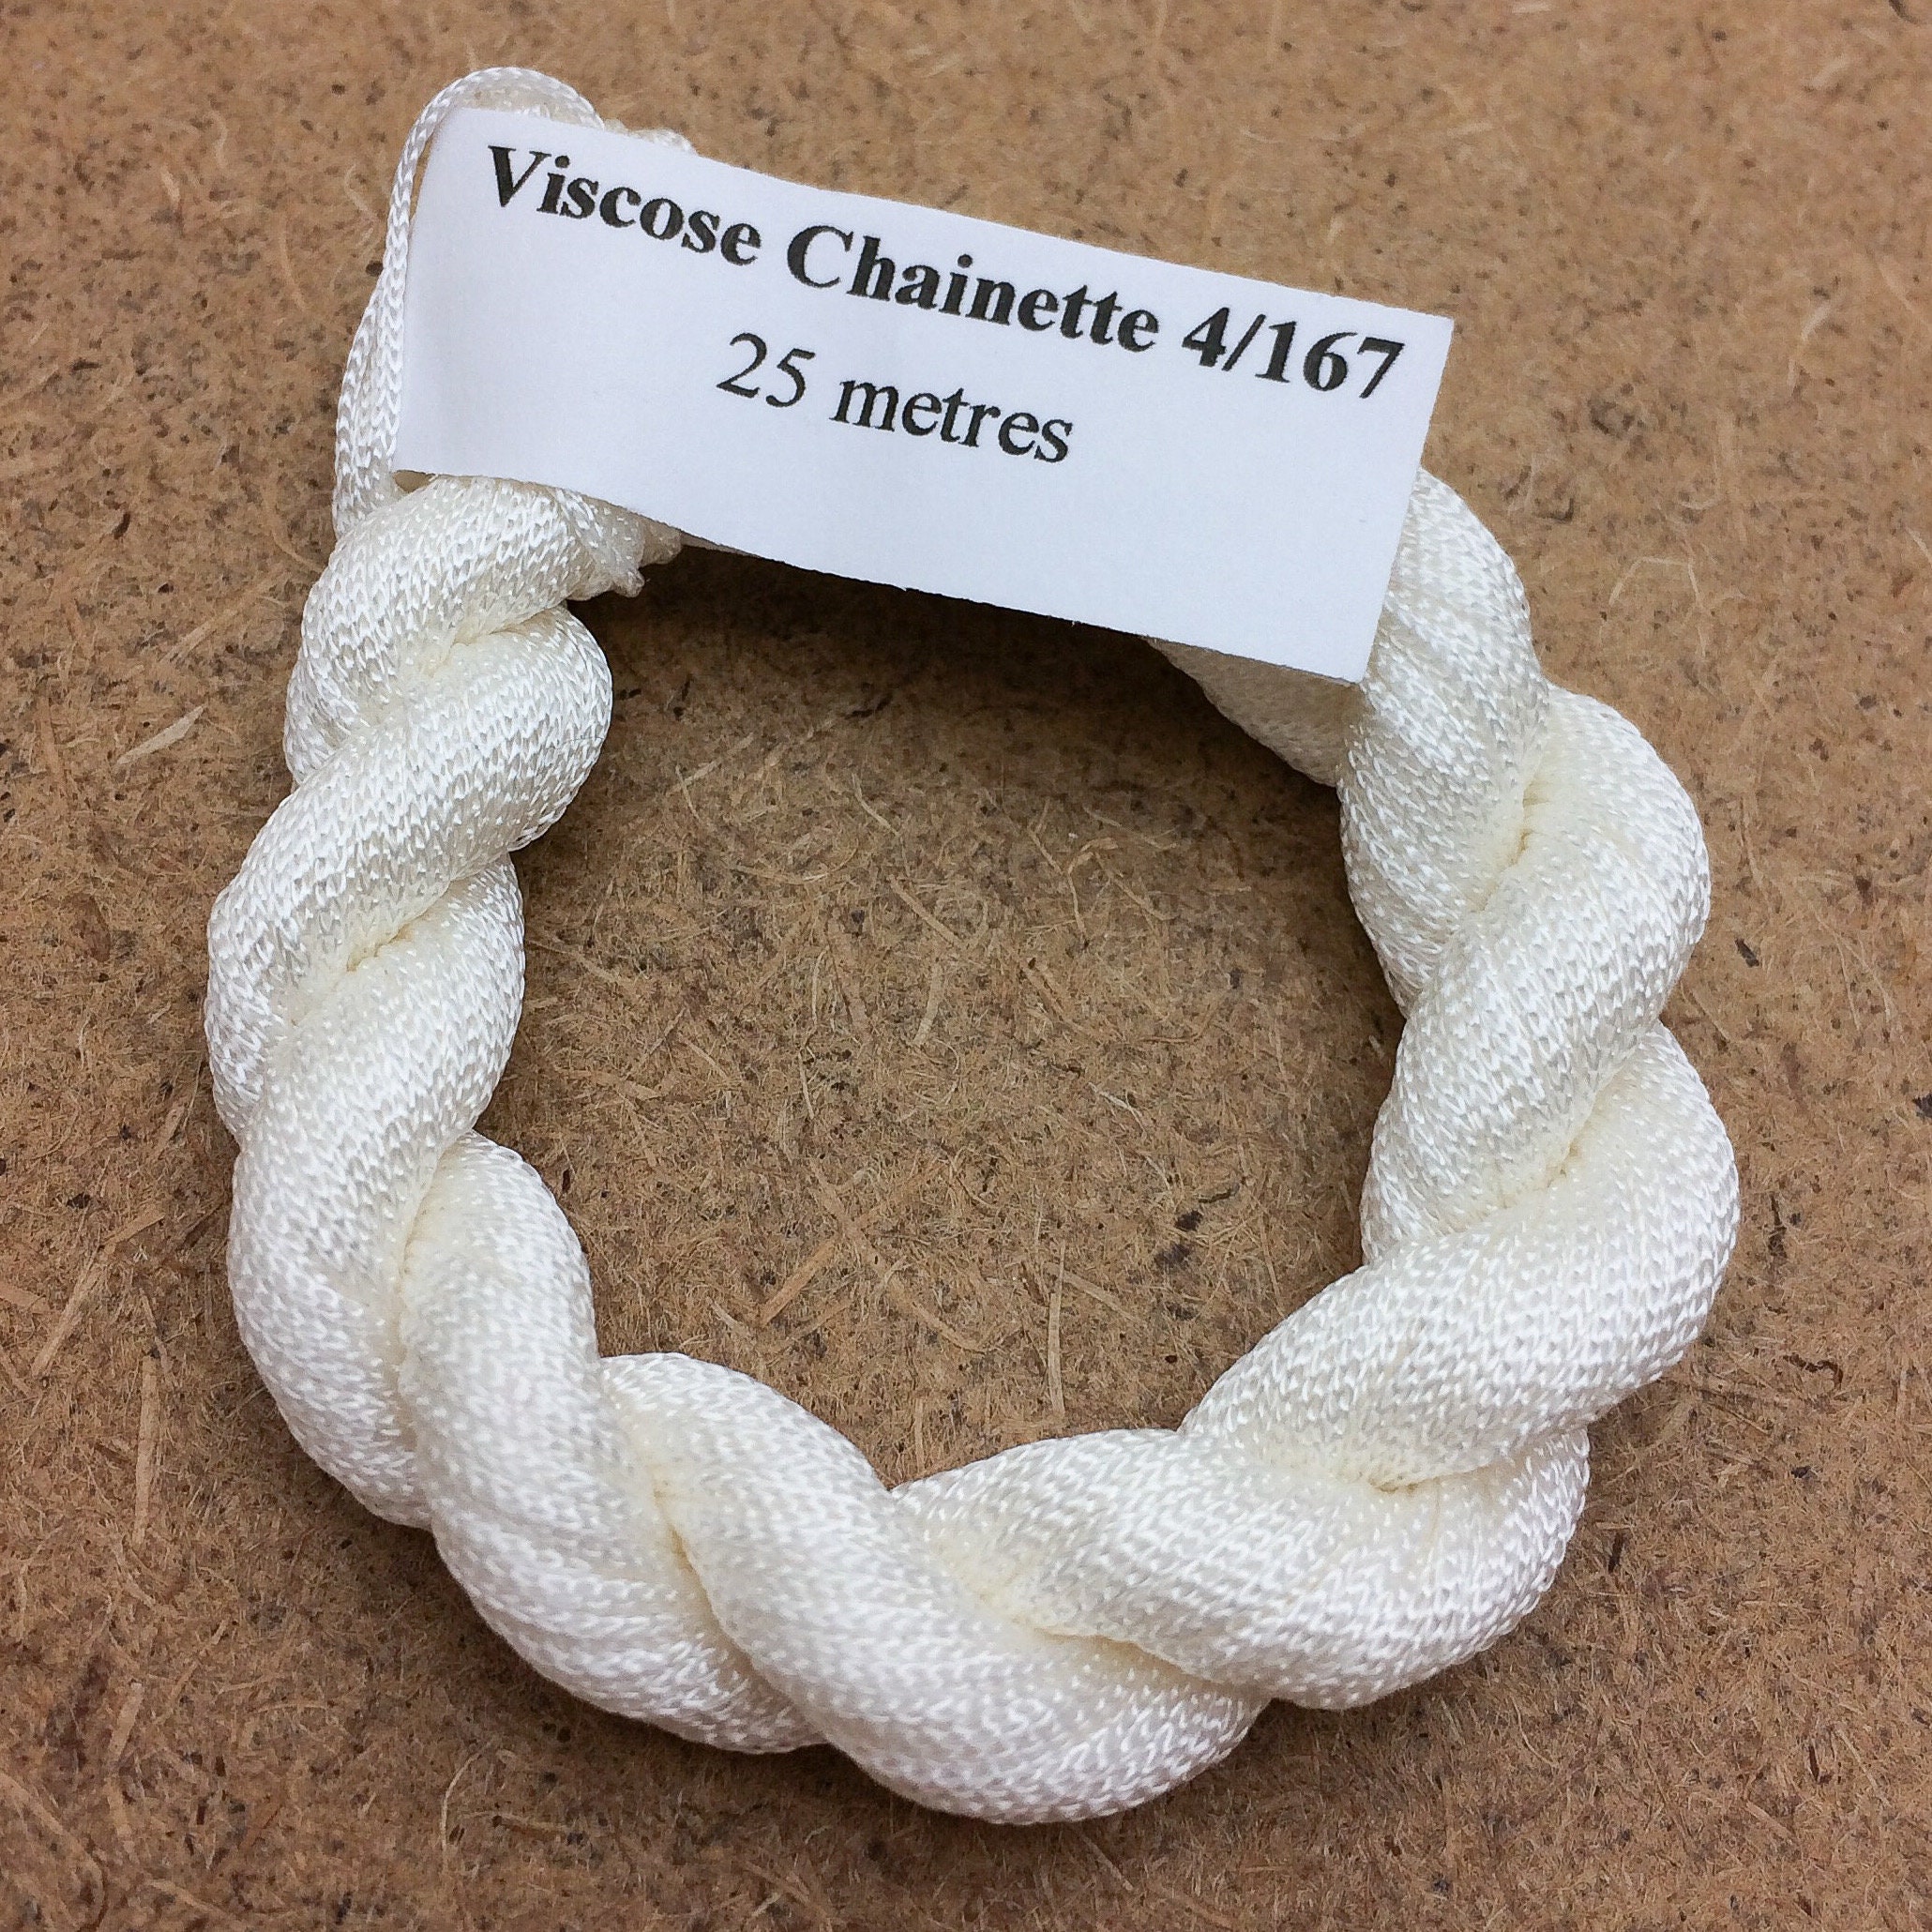 Viscose Chainette 4/167
25 metres